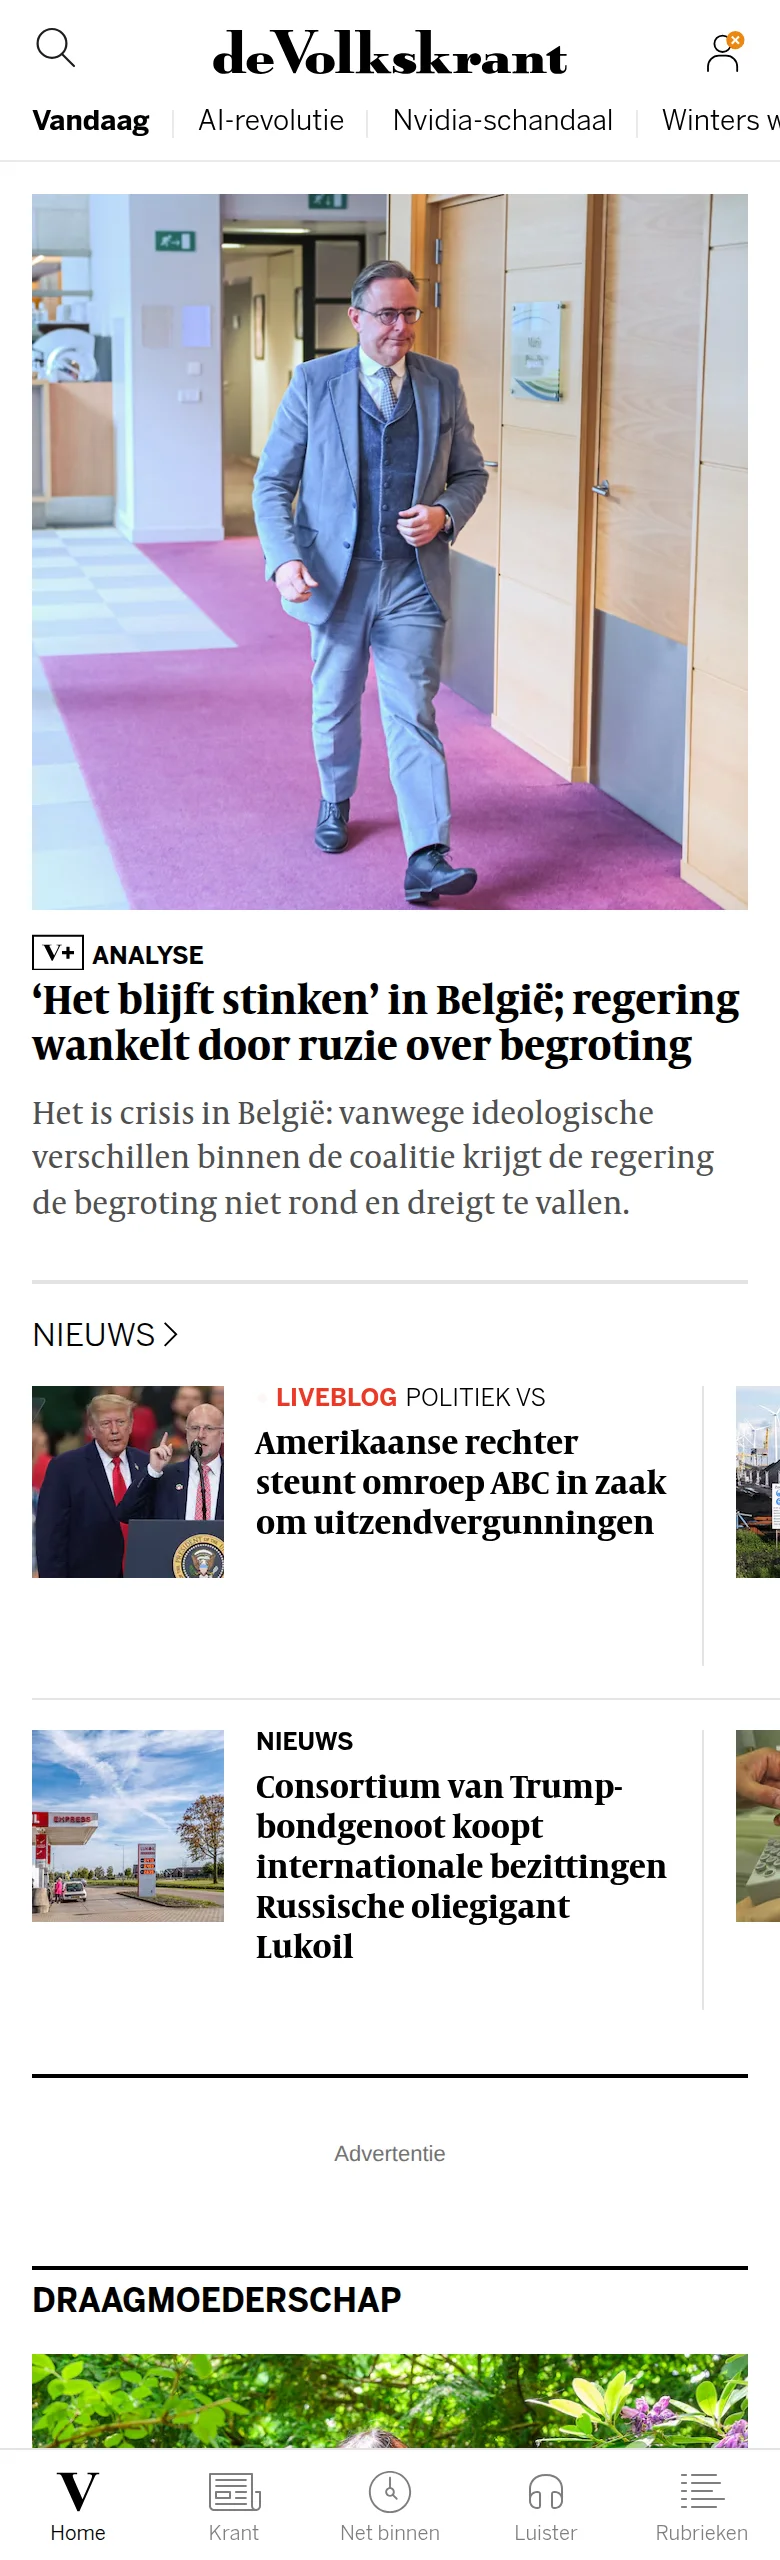 deVolkskrant
Vandaag
AI-revolutie
Nvidia-schandaal
Winters w
V+ ANALYSE
‘Het blijft stinken’ in België; regering
wankelt door ruzie over begroting
Het is crisis in België: vanwege ideologische
verschillen binnen de coalitie krijgt de regering
de begroting niet rond en dreigt te vallen.
NIEUWS
LIVEBLOG POLITIEK VS
Amerikaanse rechter
steunt omroep ABC in zaak
om uitzendvergunningen
NIEUWS
Consortium van Trump-
bondgenoot koopt
internationale bezittingen
Russische oliegigant
Lukoil
EXPRESS
Advertentie
DRAAGMOEDERSCHAP
V
Home
Krant
Net binnen
Luister
Rubrieken